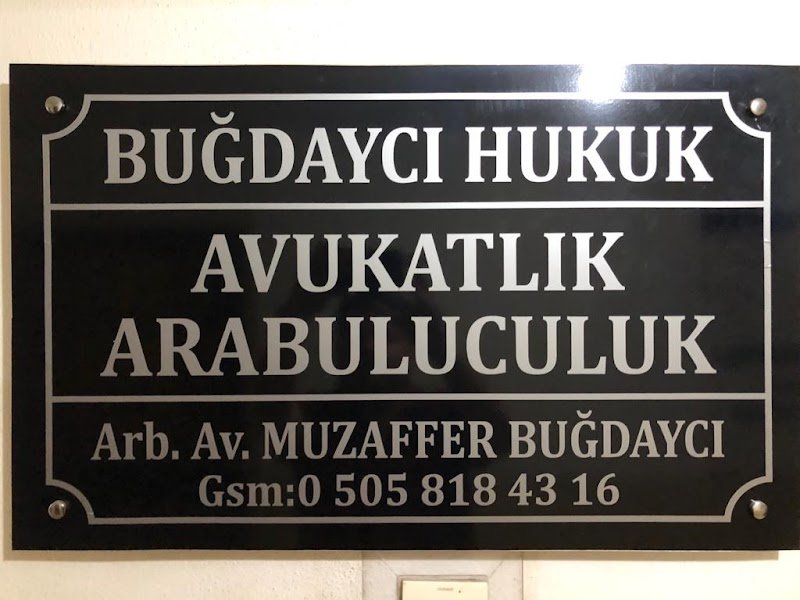 BUĞDAYCI HUKUK
AVUKATLIK
ARABULUCULUK
Arb. Av. MUZAFFER BUĞDAYCI
Gsm:0 505 818 43 16